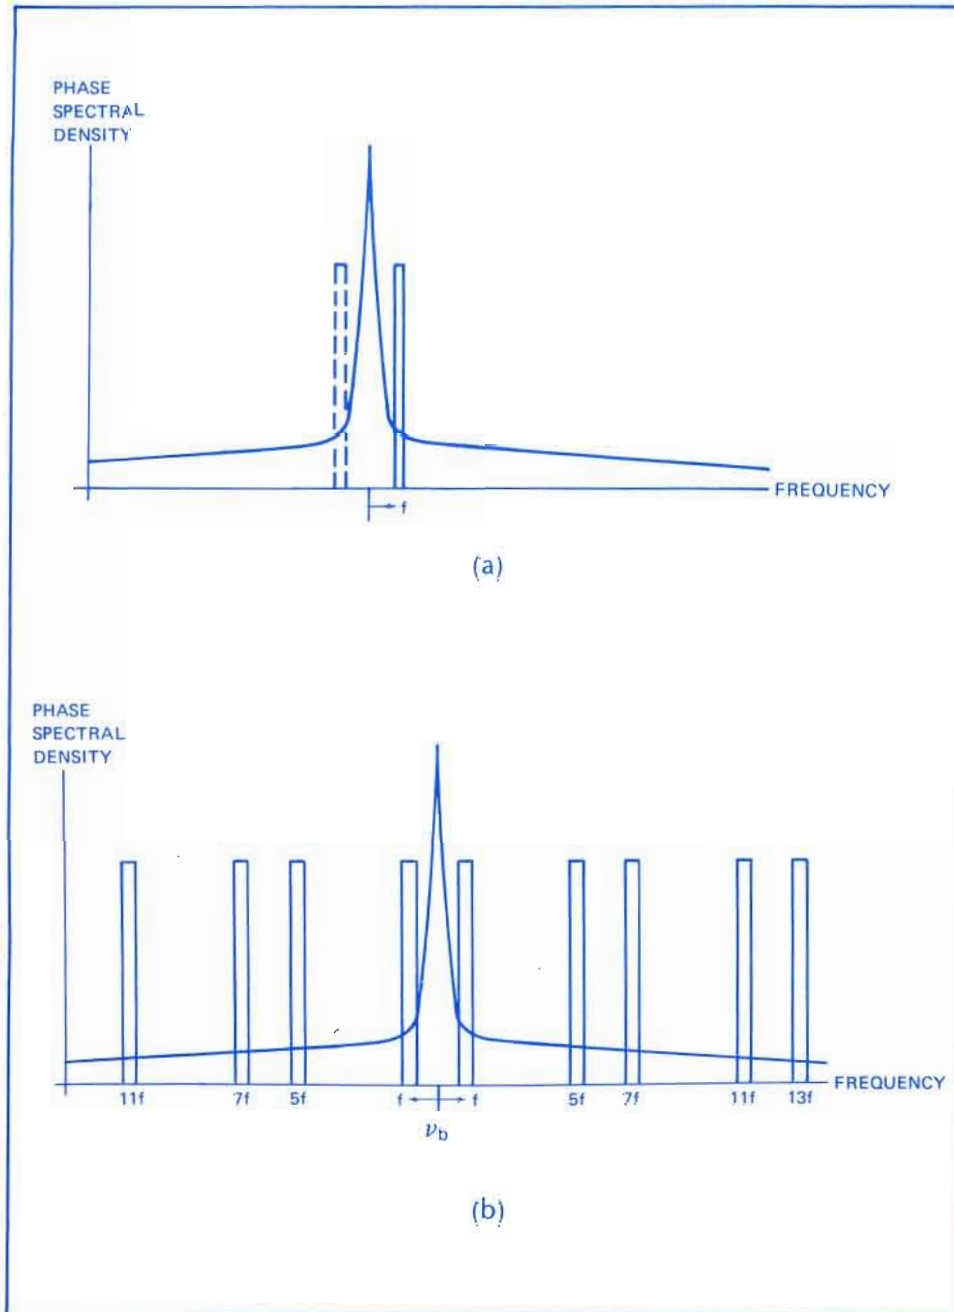 PHASE
SPECTRAL
DENSITY
FREQUENCY
f
(a)
PHASE
SPECTRAL
DENSITY
FREQUENCY
11f 7f 5f f f 5f 7f 11f 13f
νb
(b)